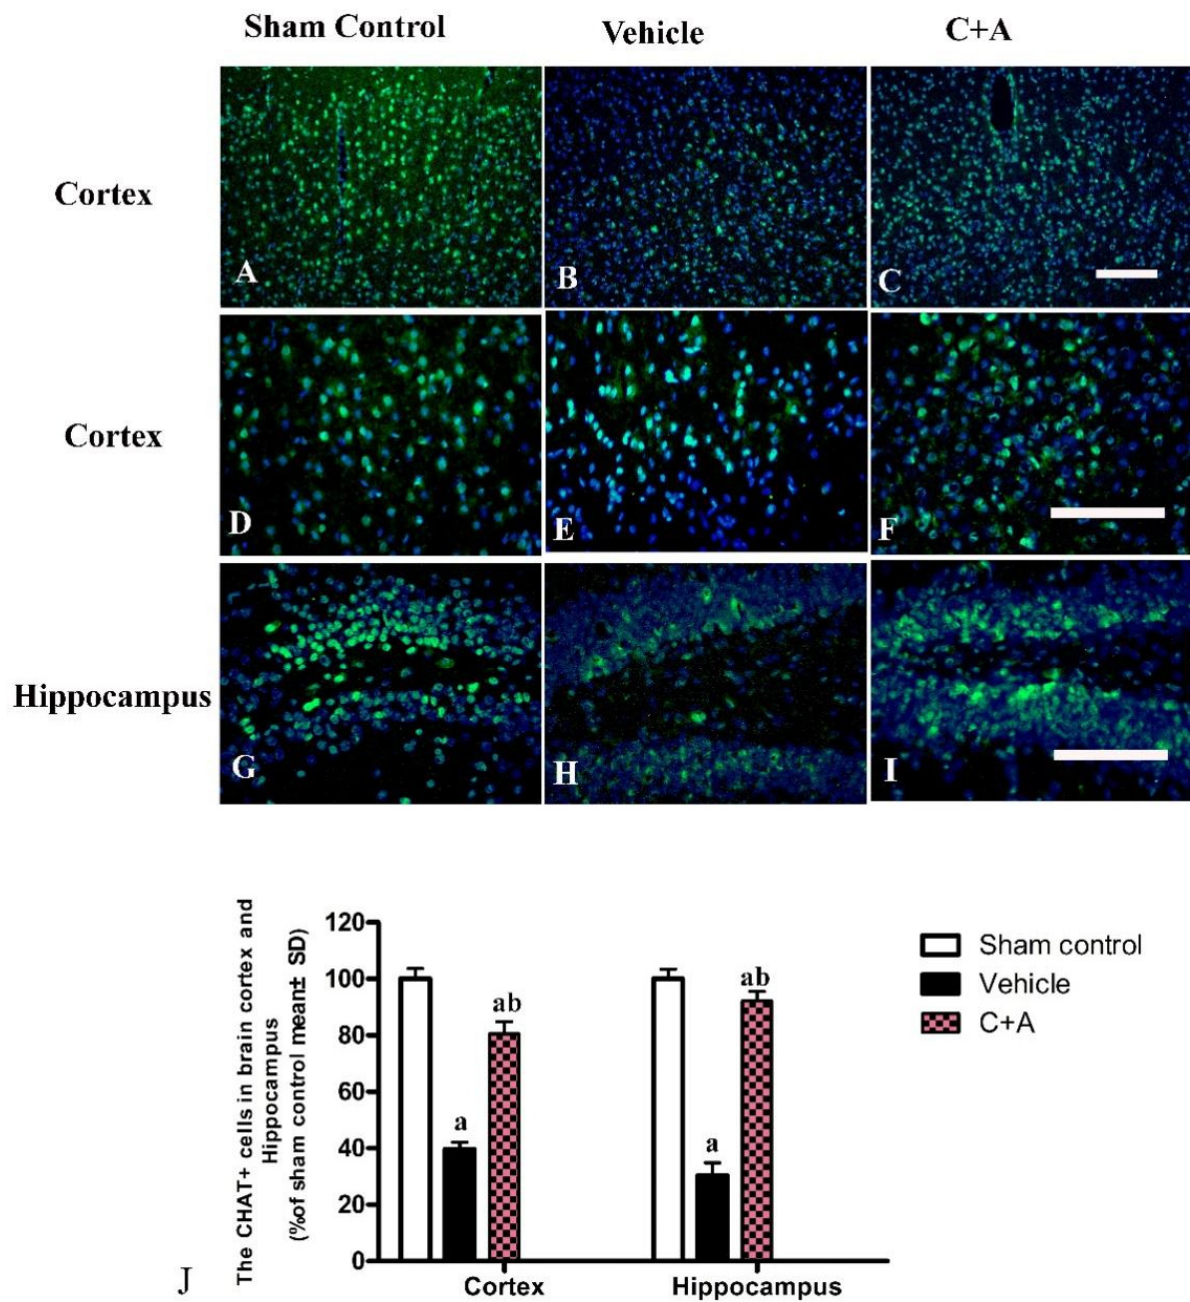 Sham Control Vehicle C+A
Cortex
A B C
Cortex
D E F
Hippocampus
G H I
The CHAT+ cells in brain cortex and
Hippocampus
(%of sham control mean± SD)
120
100
80
60
40
20
0
a
ab
a
ab
Cortex Hippocampus
Sham control
Vehicle
C+A
J